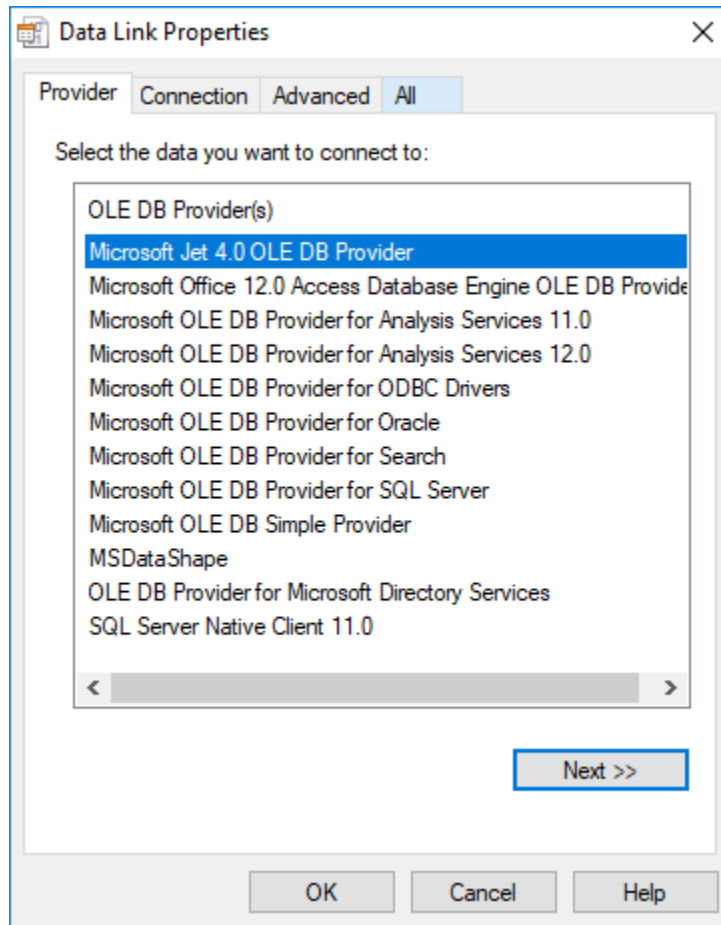 Data Link Properties
Provider Connection Advanced All
Select the data you want to connect to:
OLE DB Provider(s)
Microsoft Jet 4.0 OLE DB Provider
Microsoft Office 12.0 Access Database Engine OLE DB Provide
Microsoft OLE DB Provider for Analysis Services 11.0
Microsoft OLE DB Provider for Analysis Services 12.0
Microsoft OLE DB Provider for ODBC Drivers
Microsoft OLE DB Provider for Oracle
Microsoft OLE DB Provider for Search
Microsoft OLE DB Provider for SQL Server
Microsoft OLE DB Simple Provider
MSDataShape
OLE DB Provider for Microsoft Directory Services
SQL Server Native Client 11.0
Next >>
OK Cancel Help